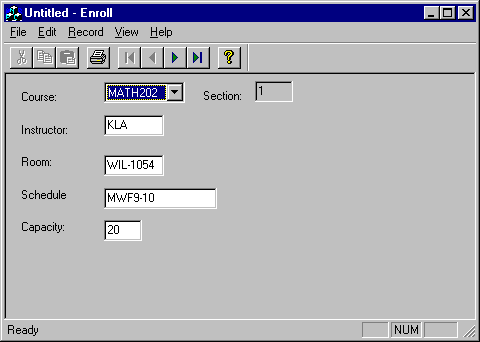 Untitled - Enroll
File Edit Record View Help
?
Course: MATH202 Section: 1
Instructor: KLA
Room: WIL-1054
Schedule MWF9-10
Capacity: 20
Ready NUM